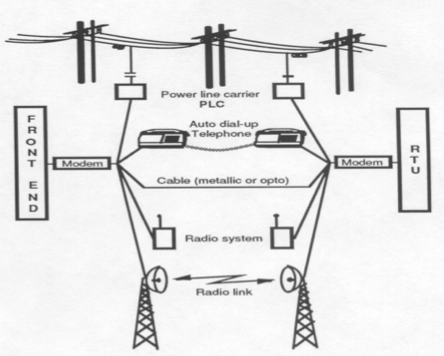 Power line carrier
PLC
Auto dial-up
Telephone
FRONT END
Modem
Modem
RTU
Cable (metallic or opto)
Radio system
Radio link